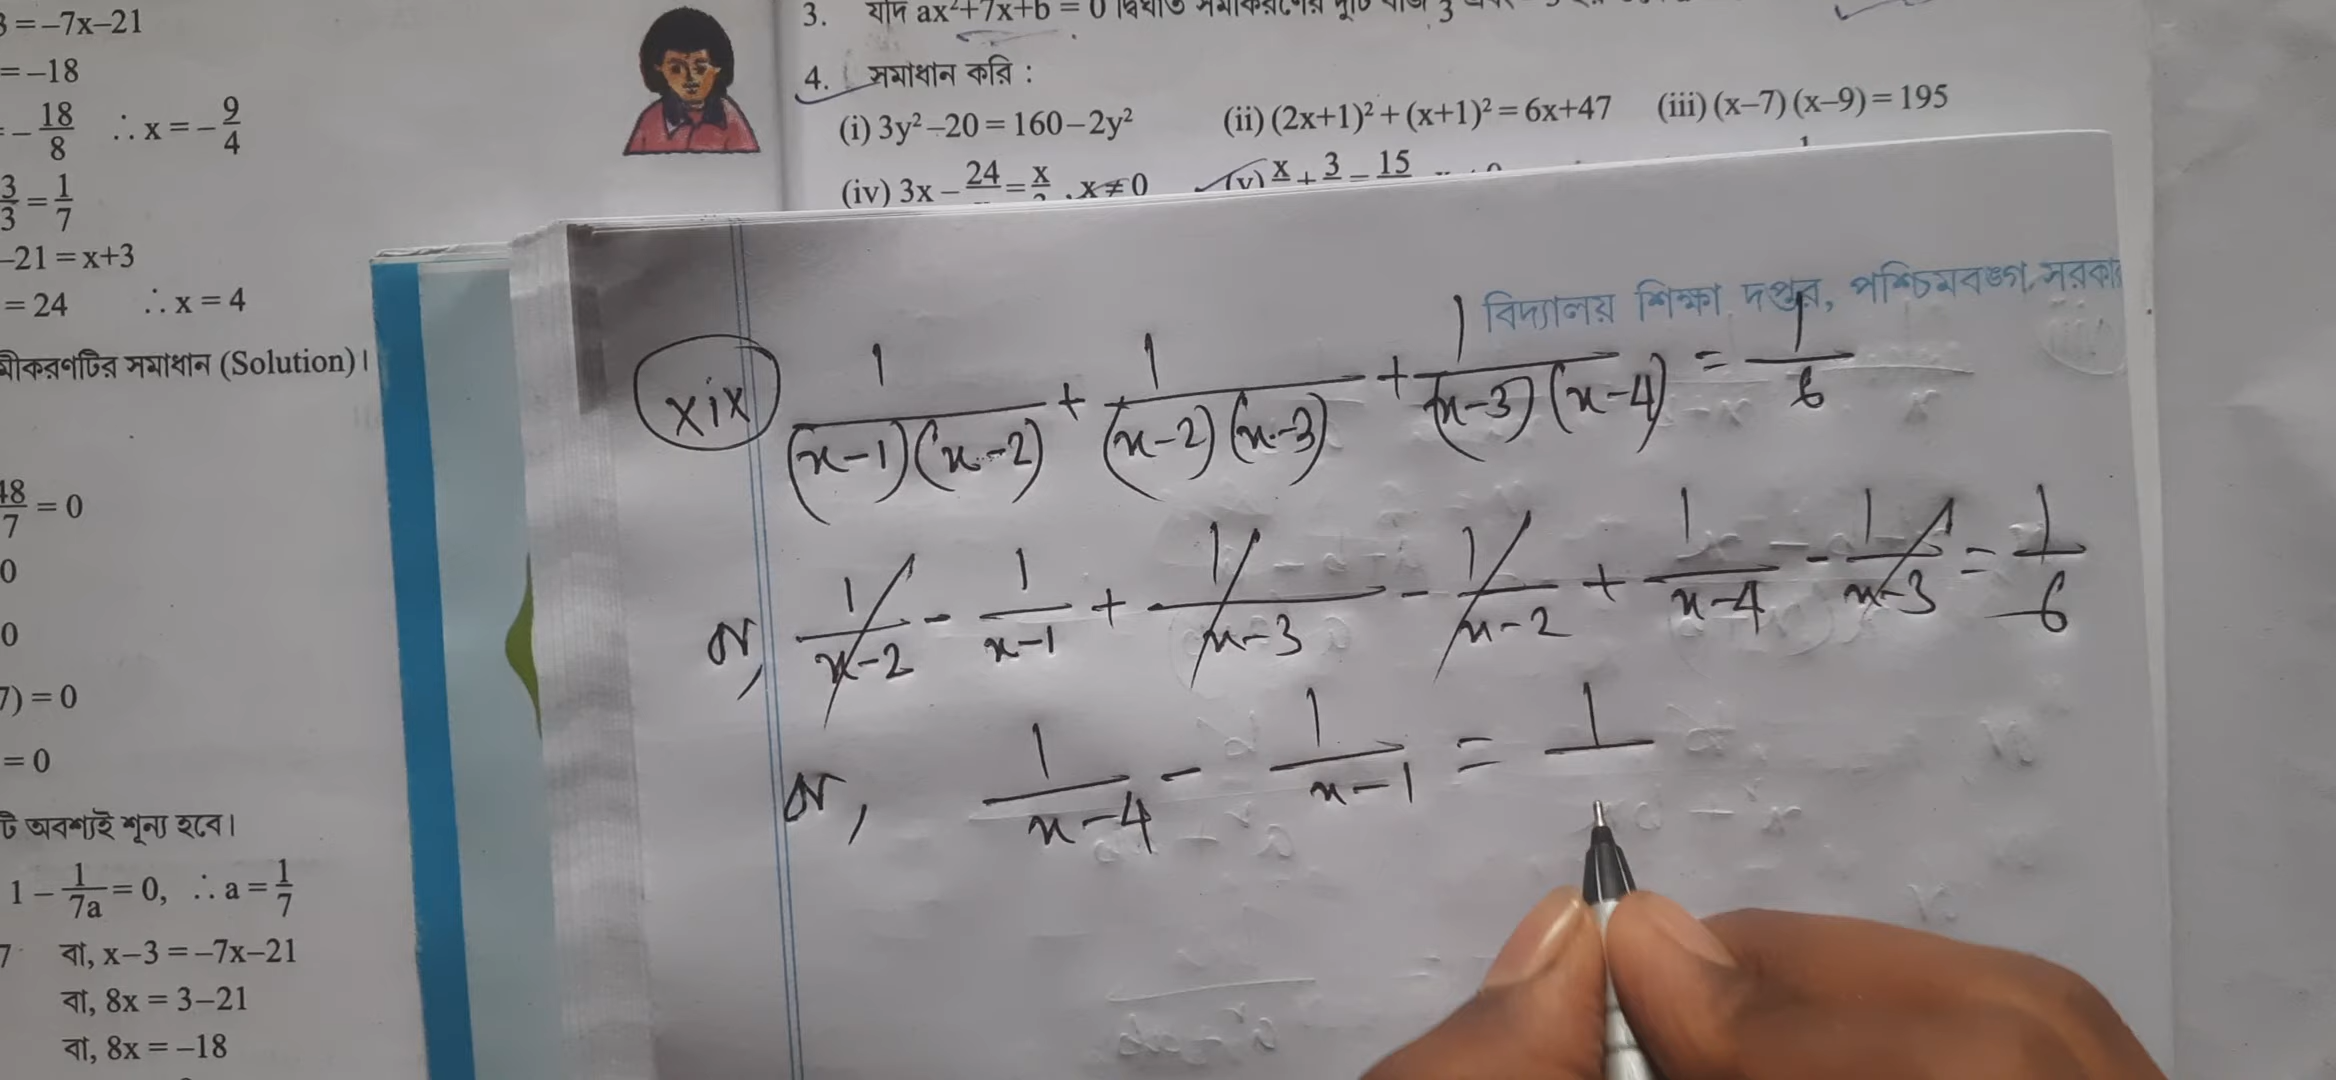 3 = –7x–21
= –18
= – 18/8 ∴ x = – 9/4
3/3 = 1/7
–21 = x+3
= 24 ∴ x = 4
মীকরণটির সমাধান (Solution)।
48/7 = 0
0
0
7) = 0
= 0
টি অবশ্যই শূন্য হবে।
1 – 1/7a = 0, ∴ a = 1/7
7 বা, x–3 = –7x–21
বা, 8x = 3–21
বা, 8x = –18
3. যদি ax²+7x+b = 0 দ্বিঘাত সমীকরণের দুটি বীজ
4. সমাধান করি :
(i) 3y²–20 = 160–2y² (ii) (2x+1)² + (x+1)² = 6x+47 (iii) (x–7) (x–9) = 195
(iv) 3x – 24 = x , x ≠ 0 (v) x + 3 = 15
বিদ্যালয় শিক্ষা দপ্তর, পশ্চিমবঙ্গ সরকার
xix 1/(x-1)(x-2) + 1/(x-2)(x-3) + 1/(x-3)(x-4) = 1/6
বা, 1/x-2 - 1/x-1 + 1/x-3 - 1/x-2 + 1/x-4 - 1/x-3 = 1/6
বা, 1/x-4 - 1/x-1 = 1